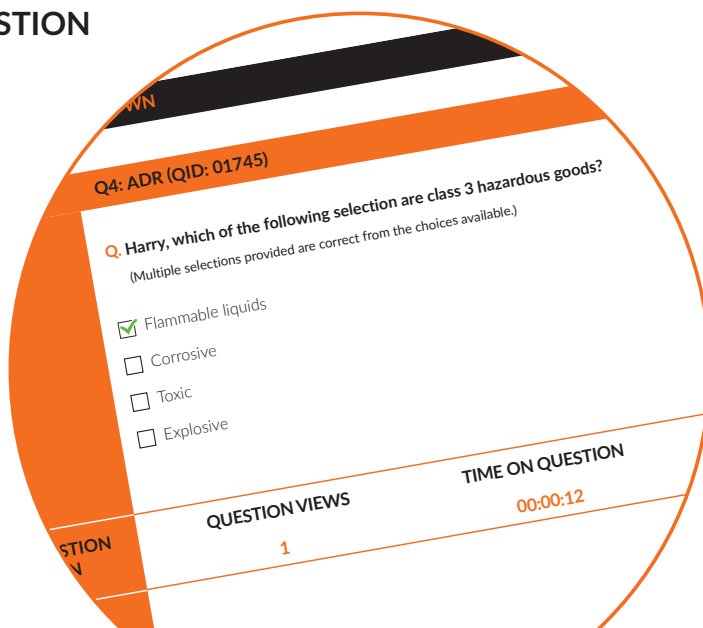 STION
WN
Q4: ADR (QID: 01745)
Q. Harry, which of the following selection are class 3 hazardous goods?
(Multiple selections provided are correct from the choices available.)
Flammable liquids
Corrosive
Toxic
Explosive
QUESTION VIEWS
TIME ON QUESTION
STION
1
00:00:12